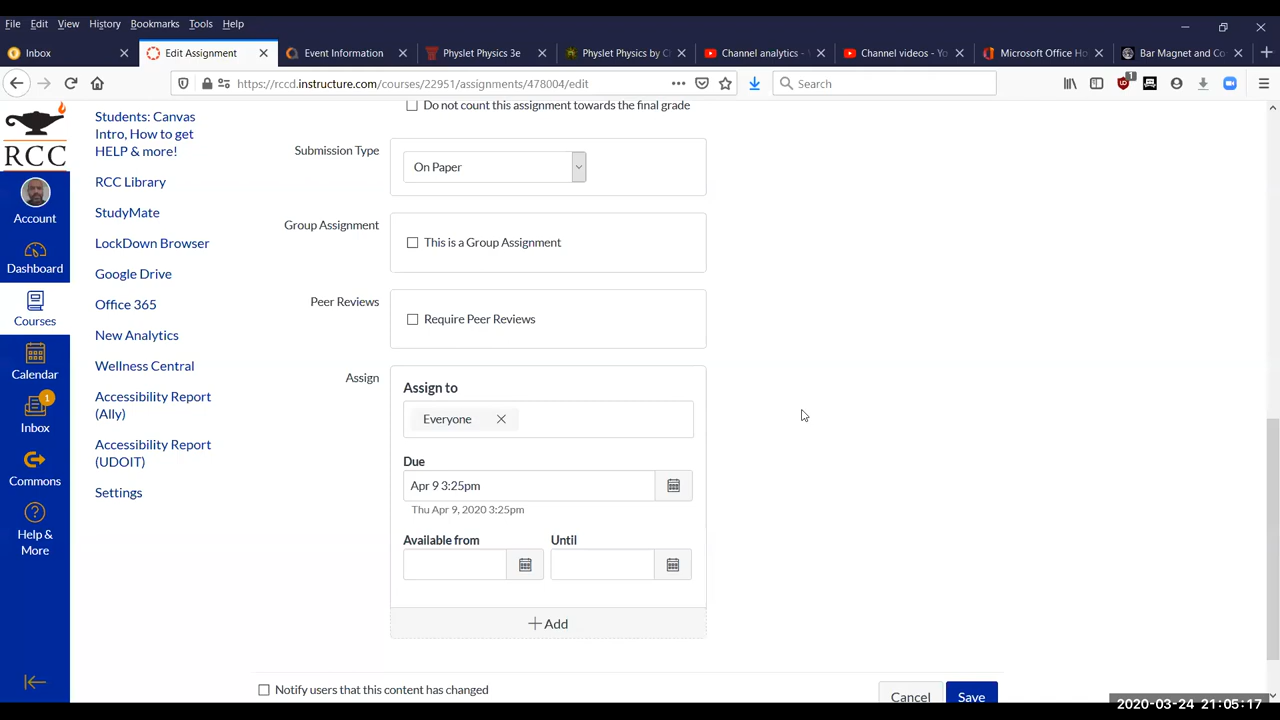 File Edit View History Bookmarks Tools Help
Inbox
Edit Assignment
Event Information
Physlet Physics 3e
Physlet Physics by C
Channel analytics -
Channel videos - Yo
Microsoft Office Ho
Bar Magnet and Co
https://rccd.instructure.com/courses/22951/assignments/478004/edit
Search
1
RCC
Account
Dashboard
Courses
Calendar
1
Inbox
Commons
Help &
More
Students: Canvas
Intro, How to get
HELP & more!
RCC Library
StudyMate
LockDown Browser
Google Drive
Office 365
New Analytics
Wellness Central
Accessibility Report
(Ally)
Accessibility Report
(UDOIT)
Settings
Do not count this assignment towards the final grade
Submission Type
On Paper
Group Assignment
This is a Group Assignment
Peer Reviews
Require Peer Reviews
Assign
Assign to
Everyone
Due
Apr 9 3:25pm
Thu Apr 9, 2020 3:25pm
Available from
Until
Add
Notify users that this content has changed
Cancel
Save
2020-03-24 21:05:17